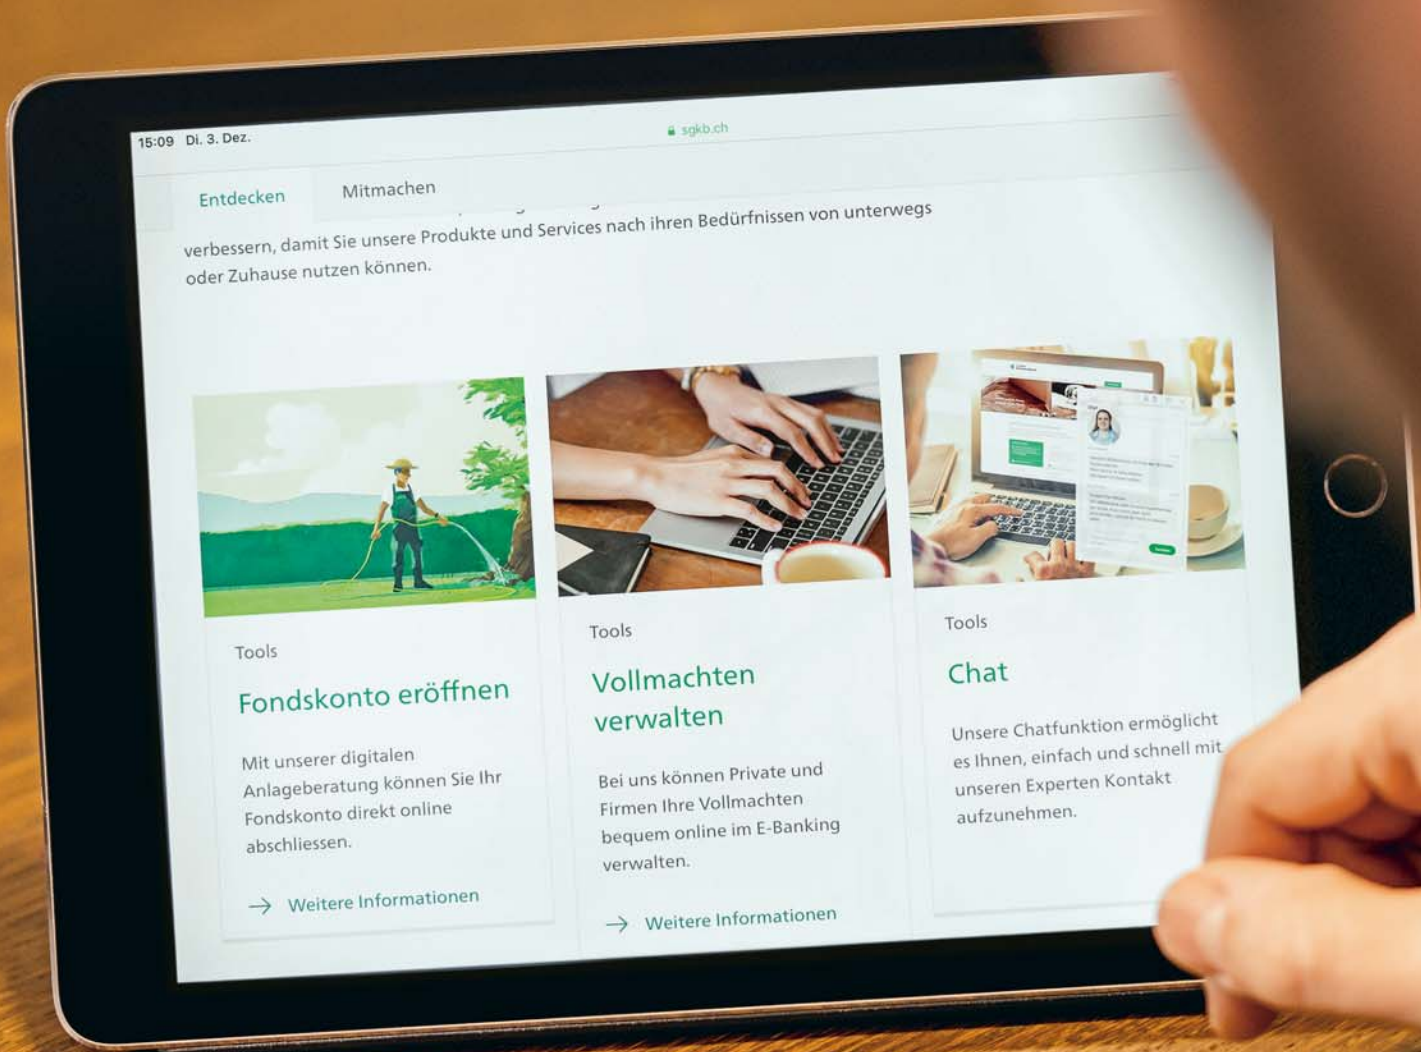 15:09 Di. 3. Dez.
sgkb.ch
Entdecken Mitmachen
verbessern, damit Sie unsere Produkte und Services nach ihren Bedürfnissen von unterwegs
oder Zuhause nutzen können.
Tools
Fondskonto eröffnen
Mit unserer digitalen
Anlageberatung können Sie Ihr
Fondskonto direkt online
abschliessen.
→ Weitere Informationen
Tools
Vollmachten
verwalten
Bei uns können Private und
Firmen Ihre Vollmachten
bequem online im E-Banking
verwalten.
→ Weitere Informationen
Tools
Chat
Unsere Chatfunktion ermöglicht
es Ihnen, einfach und schnell mit
unseren Experten Kontakt
aufzunehmen.